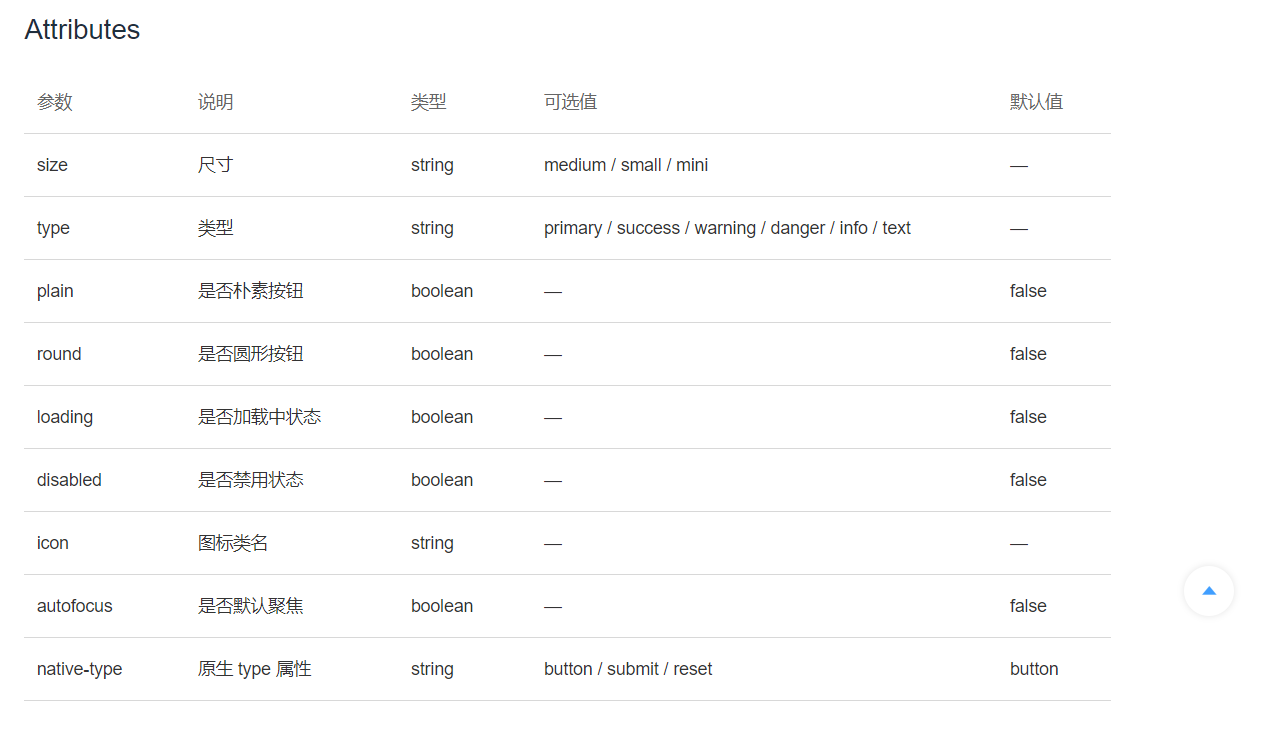 Attributes
参数 说明 类型 可选值 默认值
size 尺寸 string medium / small / mini —
type 类型 string primary / success / warning / danger / info / text —
plain 是否朴素按钮 boolean — false
round 是否圆形按钮 boolean — false
loading 是否加载中状态 boolean — false
disabled 是否禁用状态 boolean — false
icon 图标类名 string — —
autofocus 是否默认聚焦 boolean — false
native-type 原生 type 属性 string button / submit / reset button